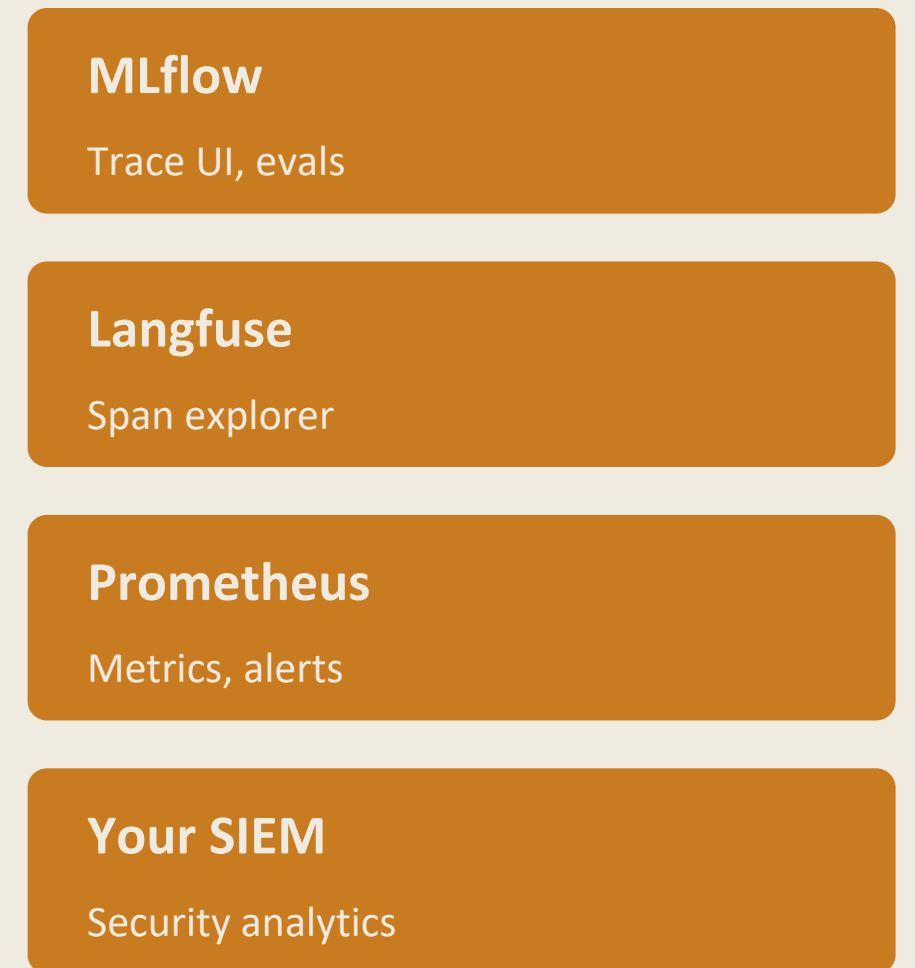 MLflow
Trace UI, evals
Langfuse
Span explorer
Prometheus
Metrics, alerts
Your SIEM
Security analytics